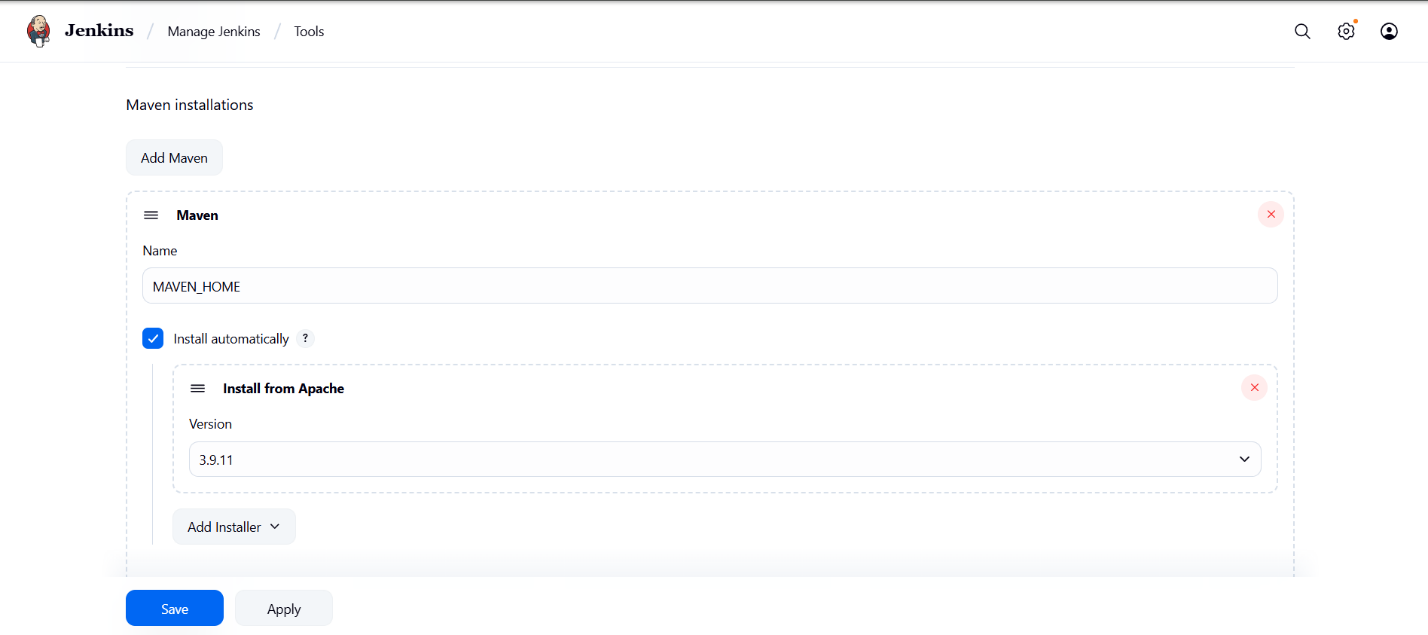 Jenkins / Manage Jenkins / Tools
Maven installations
Add Maven
Maven
Name
MAVEN_HOME
Install automatically ?
Install from Apache
Version
3.9.11
Add Installer
Save Apply